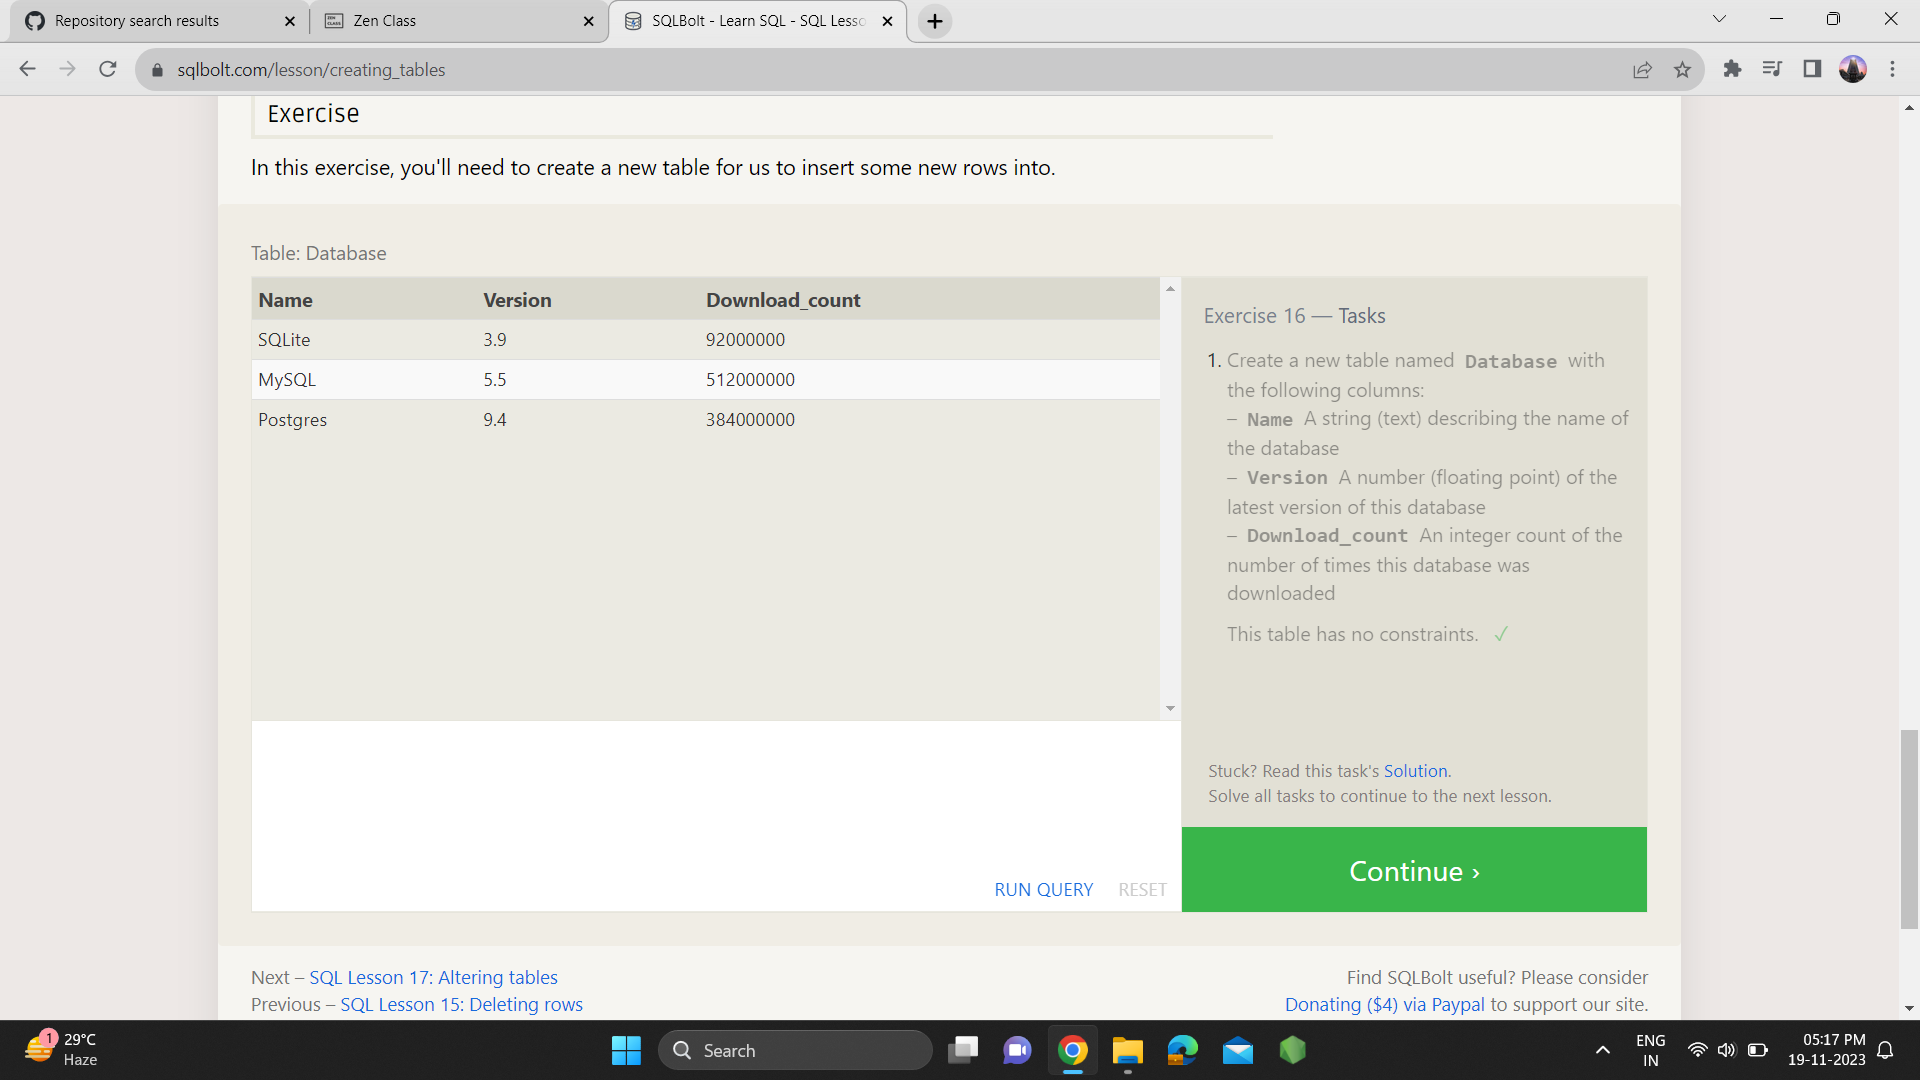 Repository search results
Zen Class
SQLBolt - Learn SQL - SQL Lesso
sqlbolt.com/lesson/creating_tables
Exercise
In this exercise, you'll need to create a new table for us to insert some new rows into.
Table: Database
Name Version Download_count
SQLite 3.9 92000000
MySQL 5.5 512000000
Postgres 9.4 384000000
Exercise 16 — Tasks
1. Create a new table named Database with
the following columns:
– Name A string (text) describing the name of
the database
– Version A number (floating point) of the
latest version of this database
– Download_count An integer count of the
number of times this database was
downloaded
This table has no constraints. ✓
Stuck? Read this task's Solution.
Solve all tasks to continue to the next lesson.
RUN QUERY RESET
Continue ›
Next – SQL Lesson 17: Altering tables
Previous – SQL Lesson 15: Deleting rows
Find SQLBolt useful? Please consider
Donating ($4) via Paypal to support our site.
1
29°C
Haze
Search
ENG
IN
05:17 PM
19-11-2023